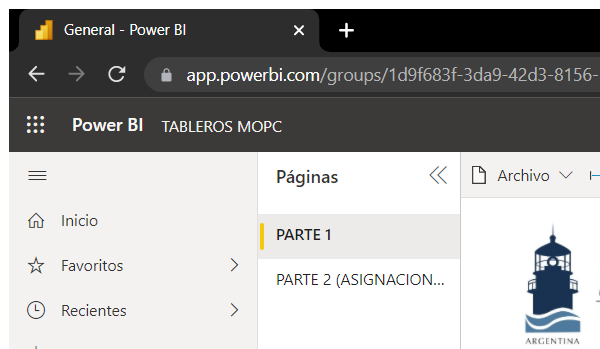 General - Power BI
app.powerbi.com/groups/1d9f683f-3da9-42d3-8156-
Power BI TABLEROS MOPC
Páginas
Archivo
Inicio
PARTE 1
Favoritos
PARTE 2 (ASIGNACION...
Recientes
ARGENTINA